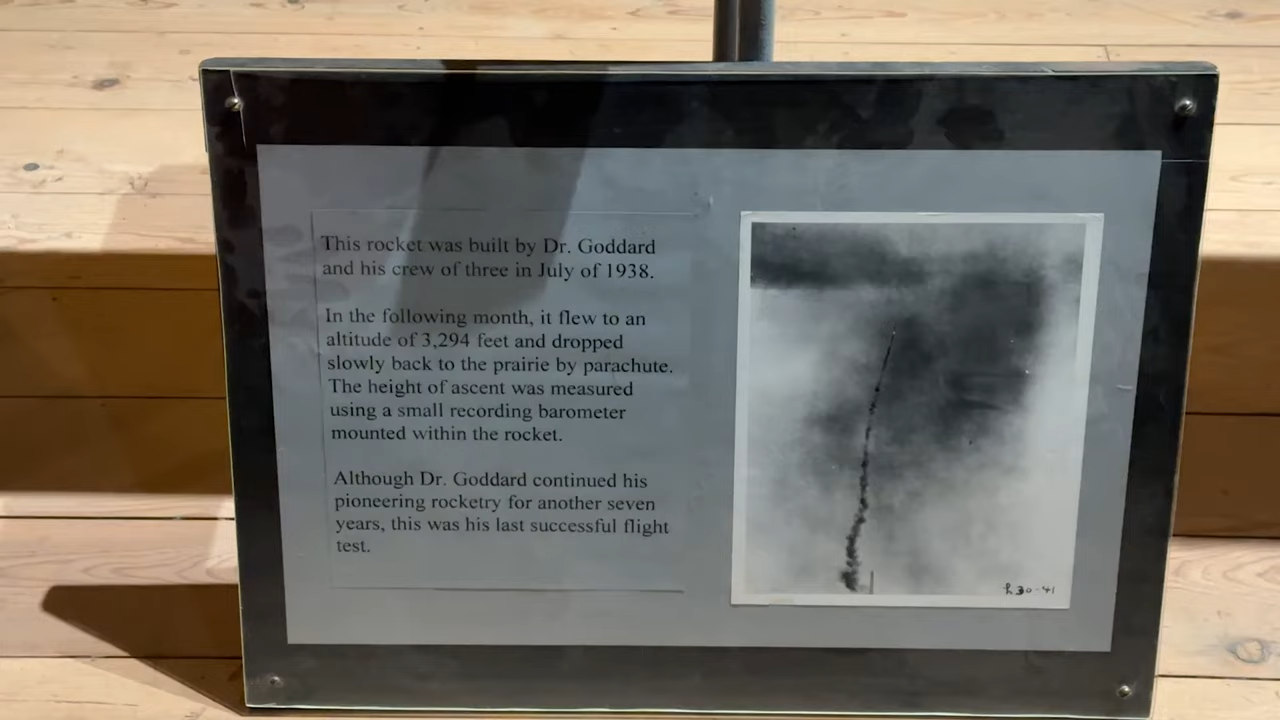 This rocket was built by Dr. Goddard
and his crew of three in July of 1938.
In the following month, it flew to an
altitude of 3,294 feet and dropped
slowly back to the prairie by parachute.
The height of ascent was measured
using a small recording barometer
mounted within the rocket.
Although Dr. Goddard continued his
pioneering rocketry for another seven
years, this was his last successful flight
test.